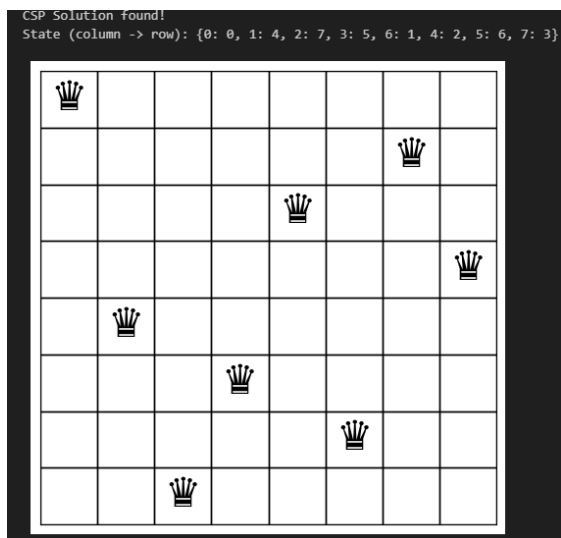 CSP Solution found!
State (column -> row): {0: 0, 1: 4, 2: 7, 3: 5, 6: 1, 4: 2, 5: 6, 7: 3}